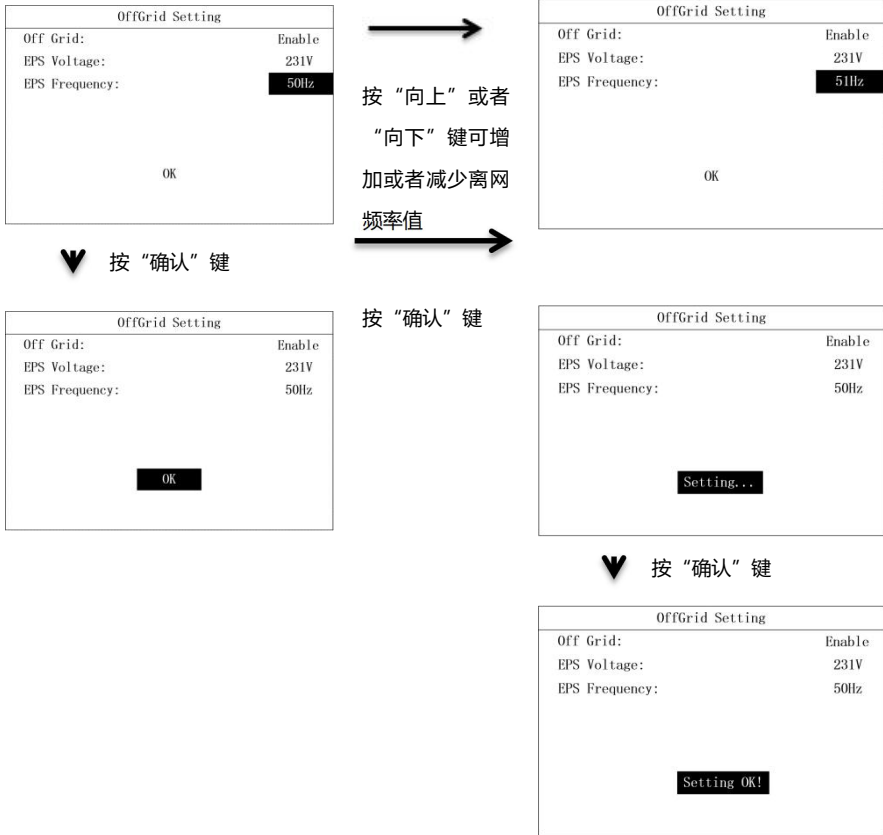 OffGrid Setting
Off Grid: Enable
EPS Voltage: 231V
EPS Frequency: 50Hz
OK
按“向上”或者
“向下”键可增
加或者减少离网
频率值
OffGrid Setting
Off Grid: Enable
EPS Voltage: 231V
EPS Frequency: 51Hz
OK
按“确认”键
OffGrid Setting
Off Grid: Enable
EPS Voltage: 231V
EPS Frequency: 50Hz
OK
按“确认”键
OffGrid Setting
Off Grid: Enable
EPS Voltage: 231V
EPS Frequency: 50Hz
Setting...
按“确认”键
OffGrid Setting
Off Grid: Enable
EPS Voltage: 231V
EPS Frequency: 50Hz
Setting OK!